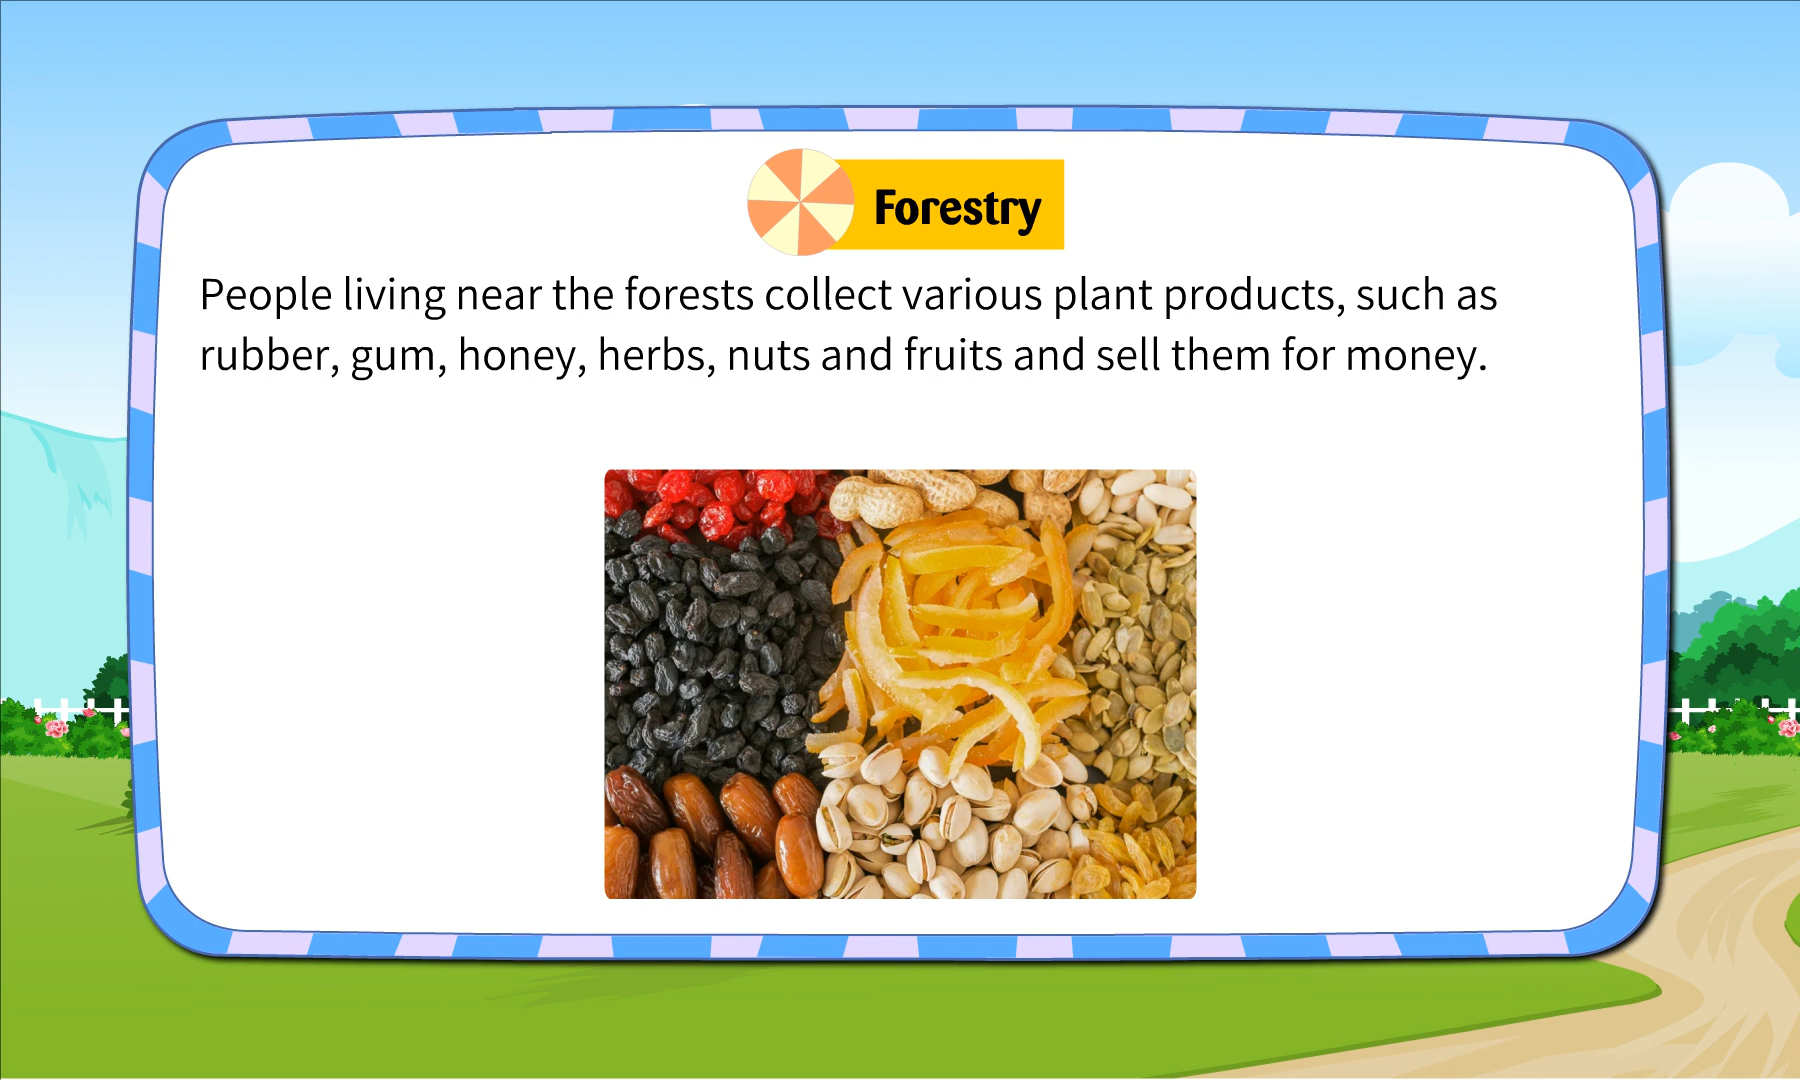 Forestry
People living near the forests collect various plant products, such as
rubber, gum, honey, herbs, nuts and fruits and sell them for money.